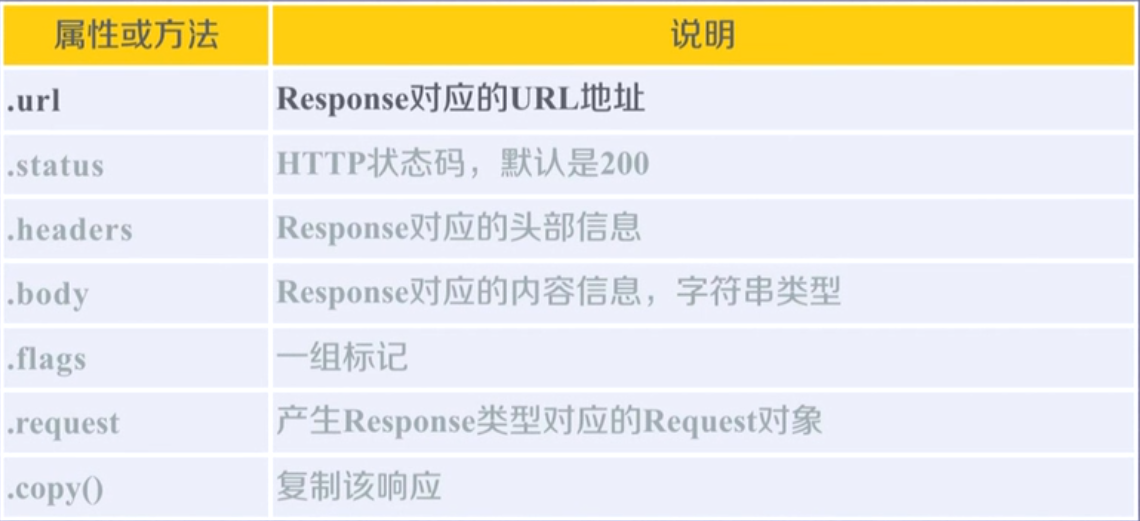 属性或方法 说明
.url Response对应的URL地址
.status HTTP状态码，默认是200
.headers Response对应的头部信息
.body Response对应的内容信息，字符串类型
.flags 一组标记
.request 产生Response类型对应的Request对象
.copy() 复制该响应